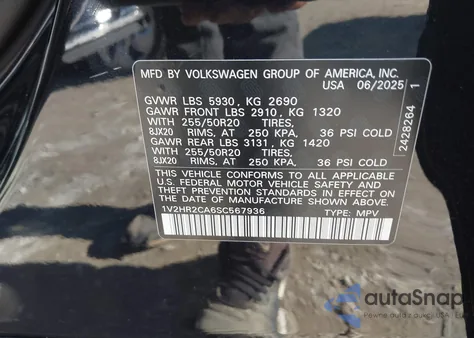 MFD BY VOLKSWAGEN GROUP OF AMERICA, INC.
USA 06/2025
GVWR LBS 5930, KG 2690
GAWR FRONT LBS 2910, KG 1320
WITH 255/50R20 TIRES,
8JX20 RIMS, AT 250 KPA, 36 PSI COLD
GAWR REAR LBS 3131, KG 1420
WITH 255/50R20 TIRES,
8JX20 RIMS, AT 250 KPA, 36 PSI COLD
THIS VEHICLE CONFORMS TO ALL APPLICABLE
U.S. FEDERAL MOTOR VEHICLE SAFETY AND
THEFT PREVENTION STANDARDS IN EFFECT
ON THE DATE OF MANUFACTURE SHOWN
ABOVE.
1V2HR2CA6SC567936 TYPE: MPV
2428264 1
autoSnap
Pewne auta z USA